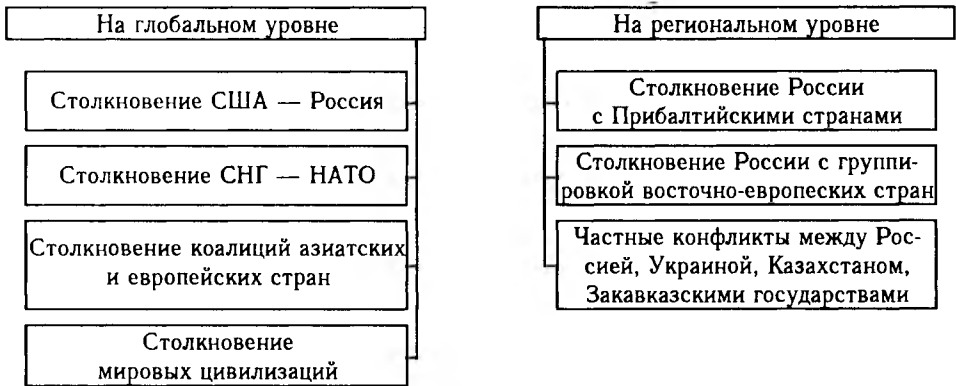 На глобальном уровне
Столкновение США — Россия
Столкновение СНГ — НАТО
Столкновение коалиций азиатских
и европейских стран
Столкновение
мировых цивилизаций
На региональном уровне
Столкновение России
с Прибалтийскими странами
Столкновение России с группи-
ровкой восточно-европеских стран
Частные конфликты между Рос-
сией, Украиной, Казахстаном,
Закавказскими государствами